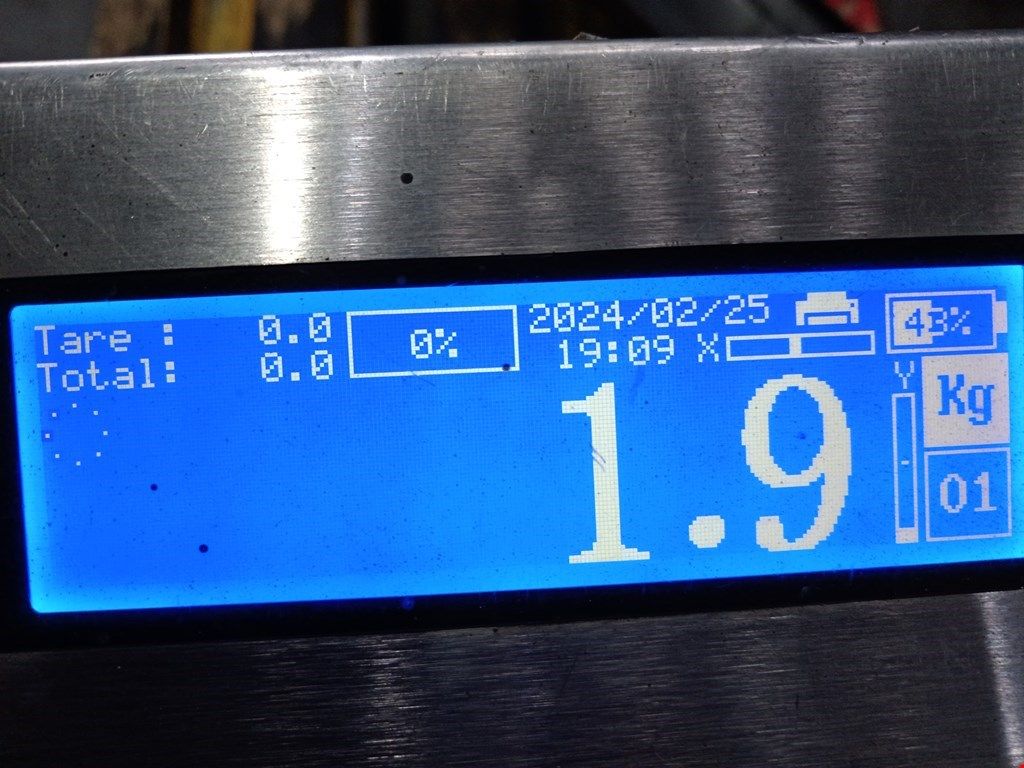 Tare : 0.0
Total: 0.0
0%
2024/02/25
19:09 X
43%
Y
Kg
1.9
01